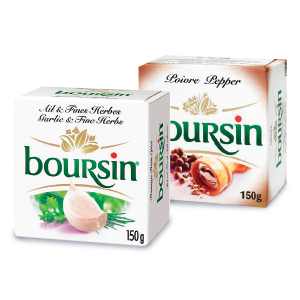 Ail & Fines Herbes
Garlic & Fine Herbs
boursin®
150g
Poivre Pepper
boursin
150g